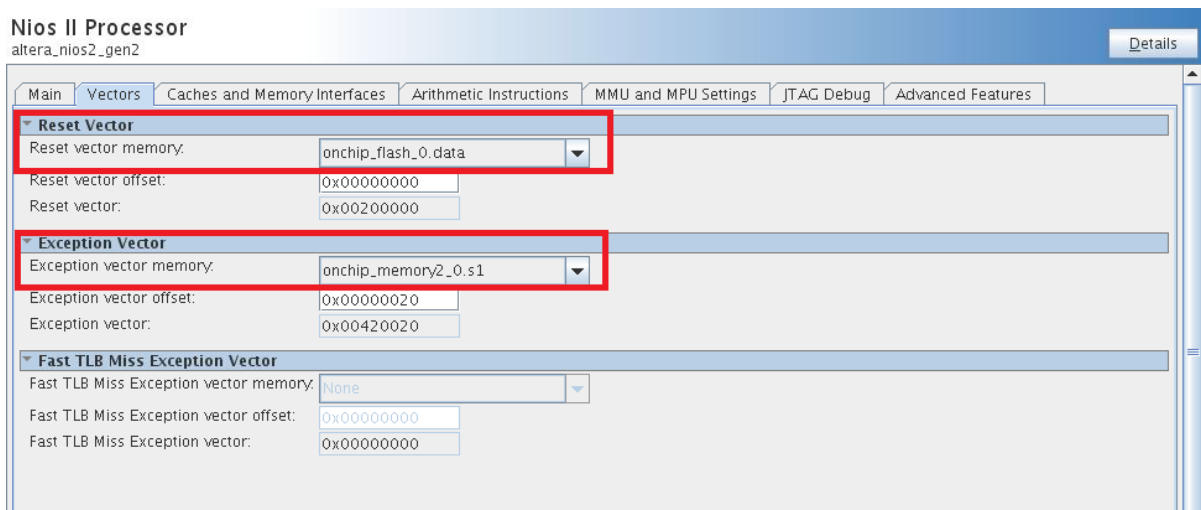 Nios II Processor
altera_nios2_gen2
Details
Main Vectors Caches and Memory Interfaces Arithmetic Instructions MMU and MPU Settings JTAG Debug Advanced Features
Reset Vector
Reset vector memory: onchip_flash_0.data
Reset vector offset: 0x00000000
Reset vector: 0x00200000
Exception Vector
Exception vector memory: onchip_memory2_0.s1
Exception vector offset: 0x00000020
Exception vector: 0x00420020
Fast TLB Miss Exception Vector
Fast TLB Miss Exception vector memory: None
Fast TLB Miss Exception vector offset: 0x00000000
Fast TLB Miss Exception vector: 0x00000000